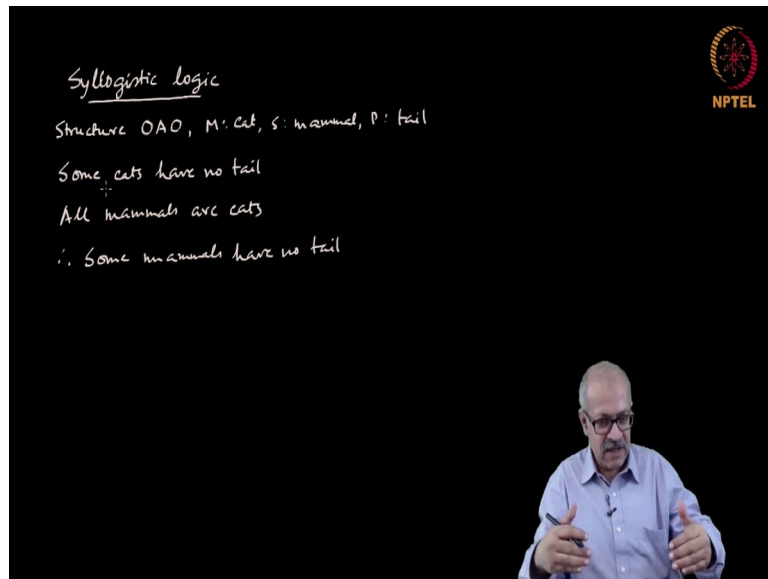 Syllogistic logic
NPTEL
Structure OAO, M: cat, S: mammal, P: tail
Some cats have no tail
All mammals are cats
∴ Some mammals have no tail